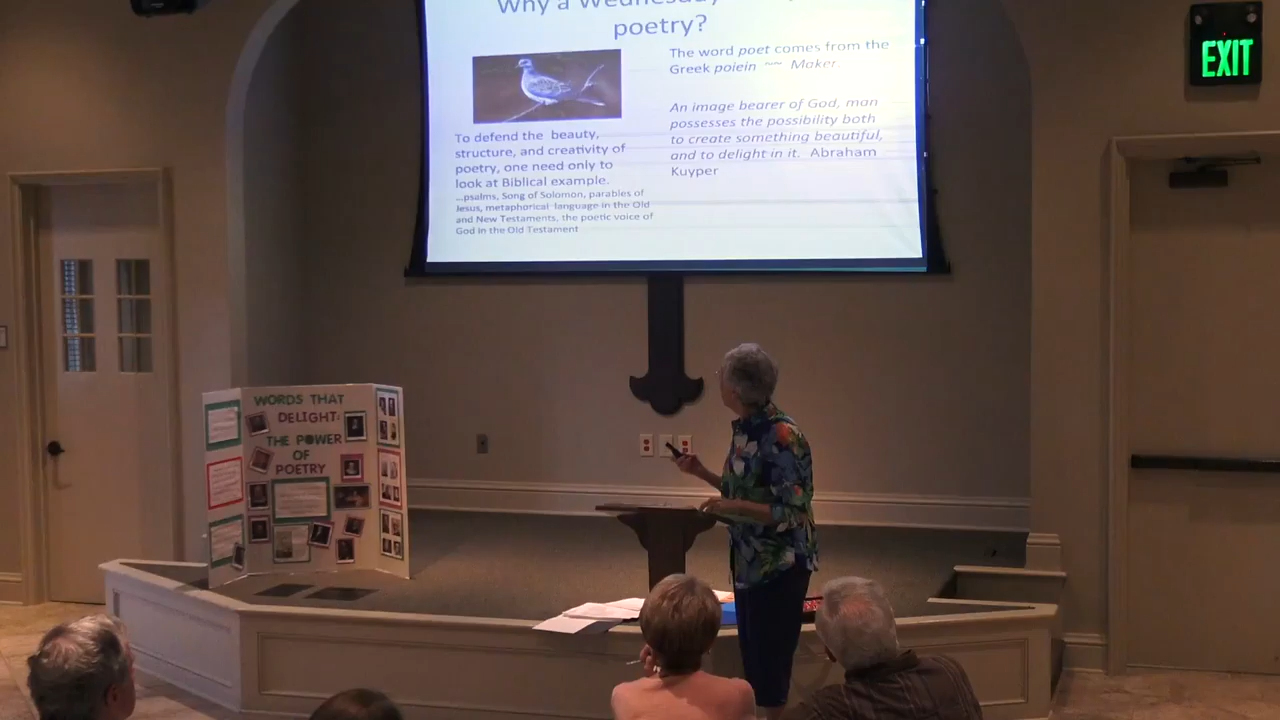 Why a Wednesday
poetry?
The word poet comes from the
Greek poiein ~~ Maker.
An image bearer of God, man
possesses the possibility both
to create something beautiful,
and to delight in it. Abraham
Kuyper
To defend the beauty,
structure, and creativity of
poetry, one need only to
look at Biblical example.
...psalms, Song of Solomon, parables of
Jesus, metaphorical language in the Old
and New Testaments, the poetic voice of
God in the Old Testament
EXIT
WORDS THAT
DELIGHT:
THE POWER
OF
POETRY